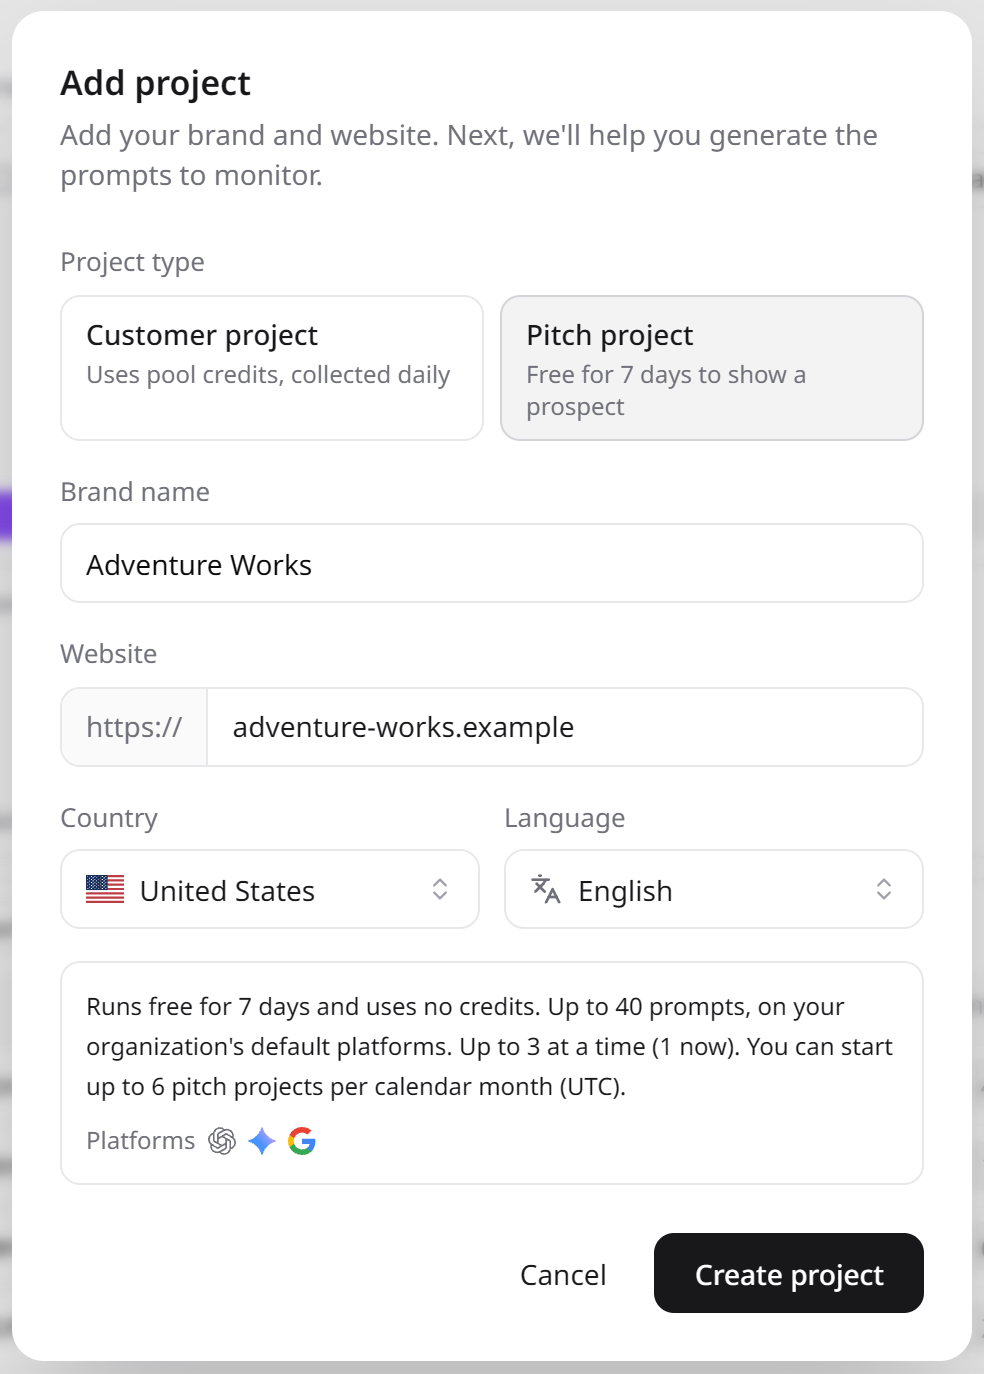 Add project
Add your brand and website. Next, we'll help you generate the
prompts to monitor.
Project type
Customer project
Uses pool credits, collected daily
Pitch project
Free for 7 days to show a
prospect
Brand name
Adventure Works
Website
https://
adventure-works.example
Country
Language
United States
English
Runs free for 7 days and uses no credits. Up to 40 prompts, on your
organization's default platforms. Up to 3 at a time (1 now). You can start
up to 6 pitch projects per calendar month (UTC).
Platforms
Cancel
Create project